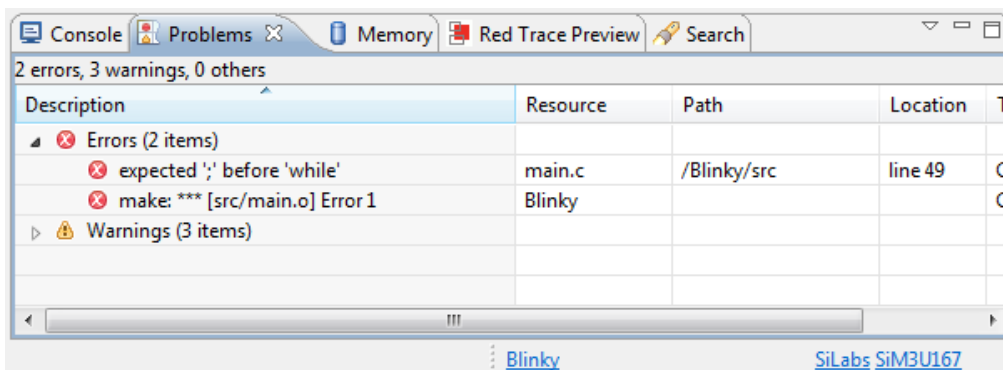 Console Problems Memory Red Trace Preview Search
2 errors, 3 warnings, 0 others
Description Resource Path Location
Errors (2 items)
expected ';' before 'while' main.c /Blinky/src line 49
make: *** [src/main.o] Error 1 Blinky
Warnings (3 items)
Blinky SiLabs SiM3U167